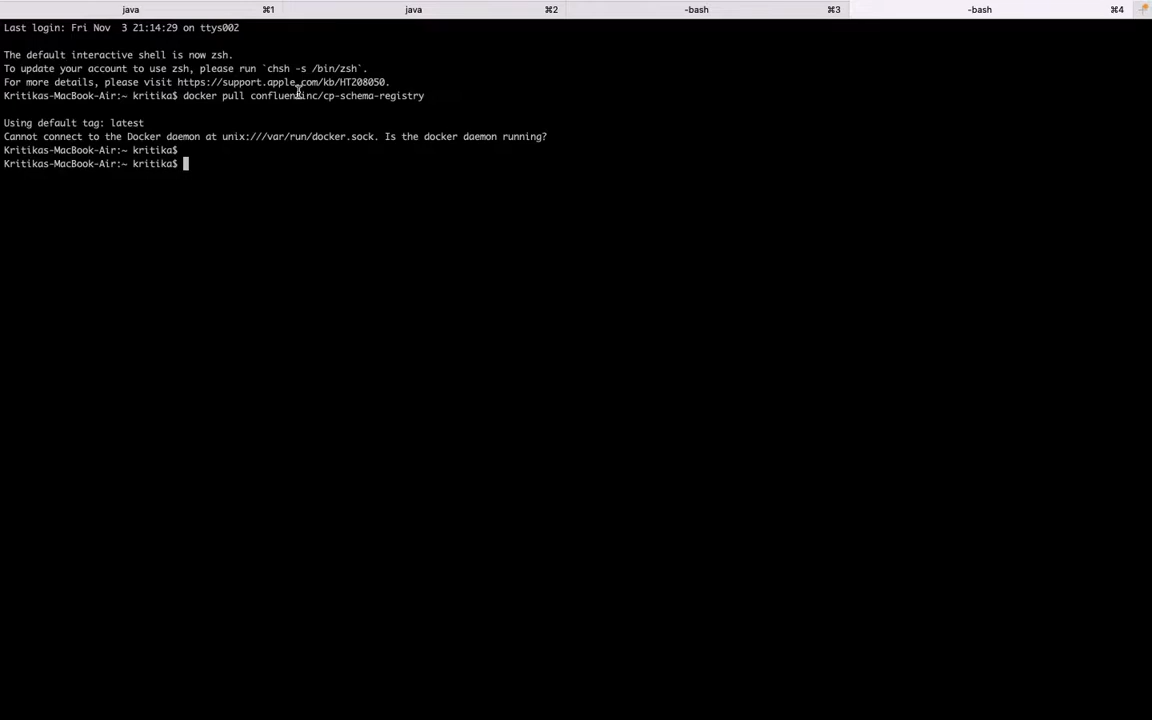 java ⌘1 java ⌘2 ⌘3 -bash -bash ⌘4
Last login: Fri Nov  3 21:14:29 on ttys002
The default interactive shell is now zsh.
To update your account to use zsh, please run `chsh -s /bin/zsh`.
For more details, please visit https://support.apple.com/kb/HT208050.
Kritikas-MacBook-Air:~ kritika$ docker pull confluentinc/cp-schema-registry
Using default tag: latest
Cannot connect to the Docker daemon at unix:///var/run/docker.sock. Is the docker daemon running?
Kritikas-MacBook-Air:~ kritika$
Kritikas-MacBook-Air:~ kritika$